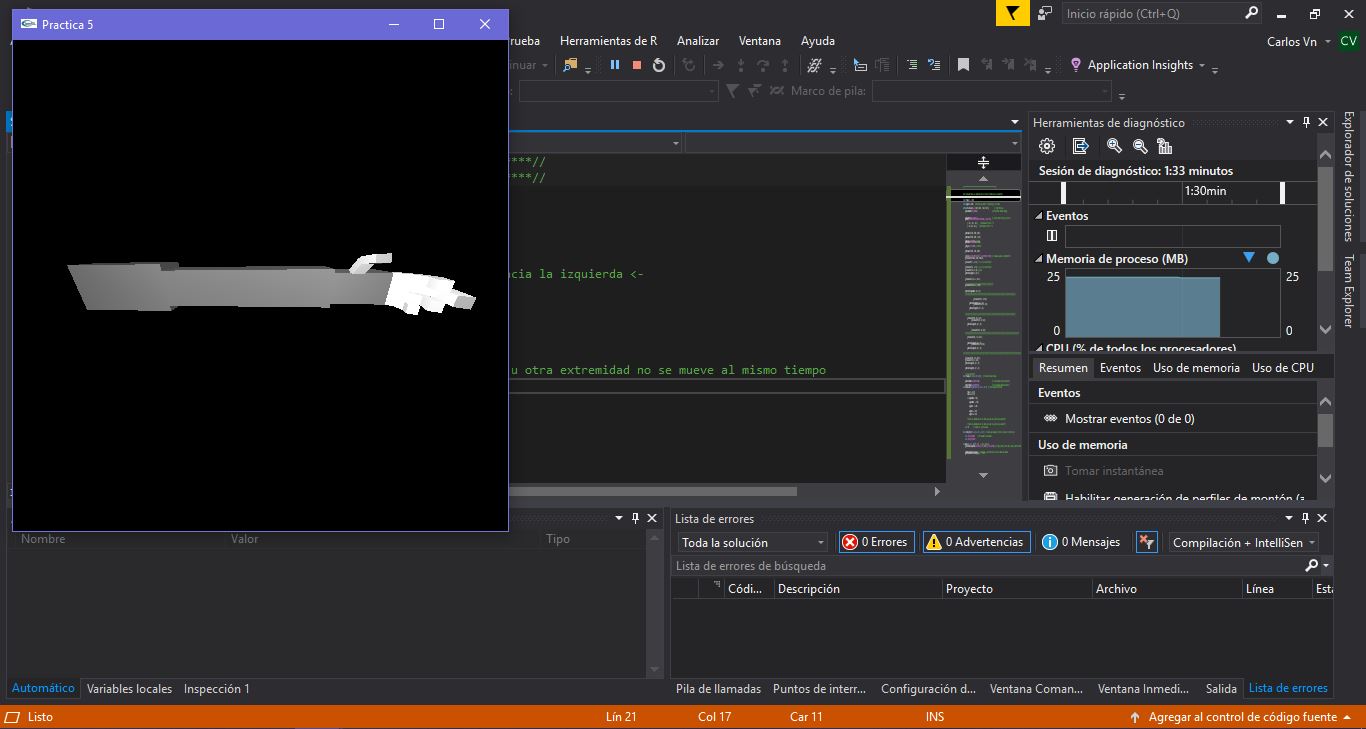 Practica 5
Inicio rápido (Ctrl+Q)
rueba Herramientas de R Analizar Ventana Ayuda
Carlos Vn CV
nuar
Application Insights
Marco de pila:
Herramientas de diagnóstico
****//
****//
Sesión de diagnóstico: 1:33 minutos
1:30min
Eventos
Memoria de proceso (MB)
25 25
0 0
CPU (% de todos los procesadores)
acia la izquierda <-
u otra extremidad no se mueve al mismo tiempo
Resumen Eventos Uso de memoria Uso de CPU
Eventos
Mostrar eventos (0 de 0)
Uso de memoria
Tomar instantánea
Habilitar generación de perfiles de montón (a
Explorador de soluciones
Team Explorer
Nombre Valor Tipo
Lista de errores
Toda la solución 0 Errores 0 Advertencias 0 Mensajes Compilación + IntelliSen
Lista de errores de búsqueda
Códi... Descripción Proyecto Archivo Línea Esta
Automático Variables locales Inspección 1
Pila de llamadas Puntos de interr... Configuración d... Ventana Coman... Ventana Inmedi... Salida Lista de errores
Listo Lín 21 Col 17 Car 11 INS Agregar al control de código fuente